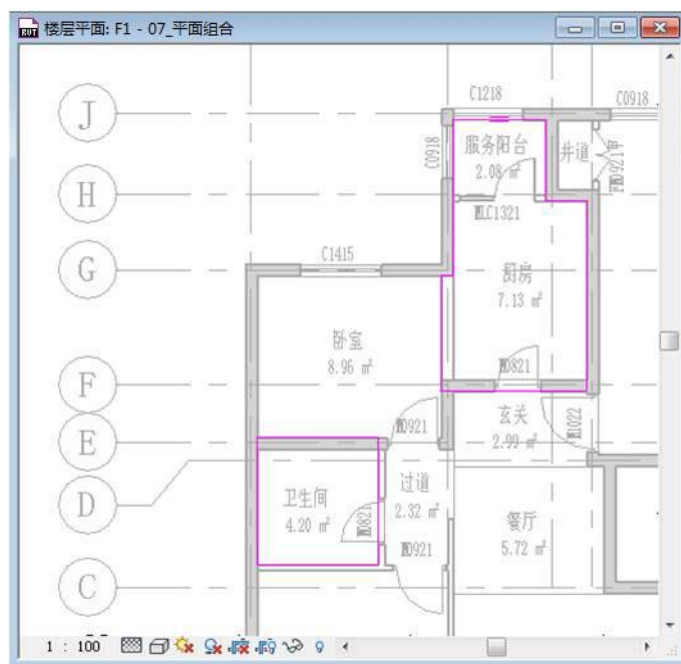 楼层平面: F1 - 07_平面组合
C1218
C0918
J
C0918
服务阳台
2.08 ㎡
井道
FM0921甲
H
MLC1321
C1415
G
厨房
7.13 ㎡
卧室
8.96 ㎡
M0821
F
玄关
2.99 ㎡
M1022
M0921
E
过道
2.32 ㎡
卫生间
4.20 ㎡
M0821
D
餐厅
5.72 ㎡
M0921
C
1 : 100